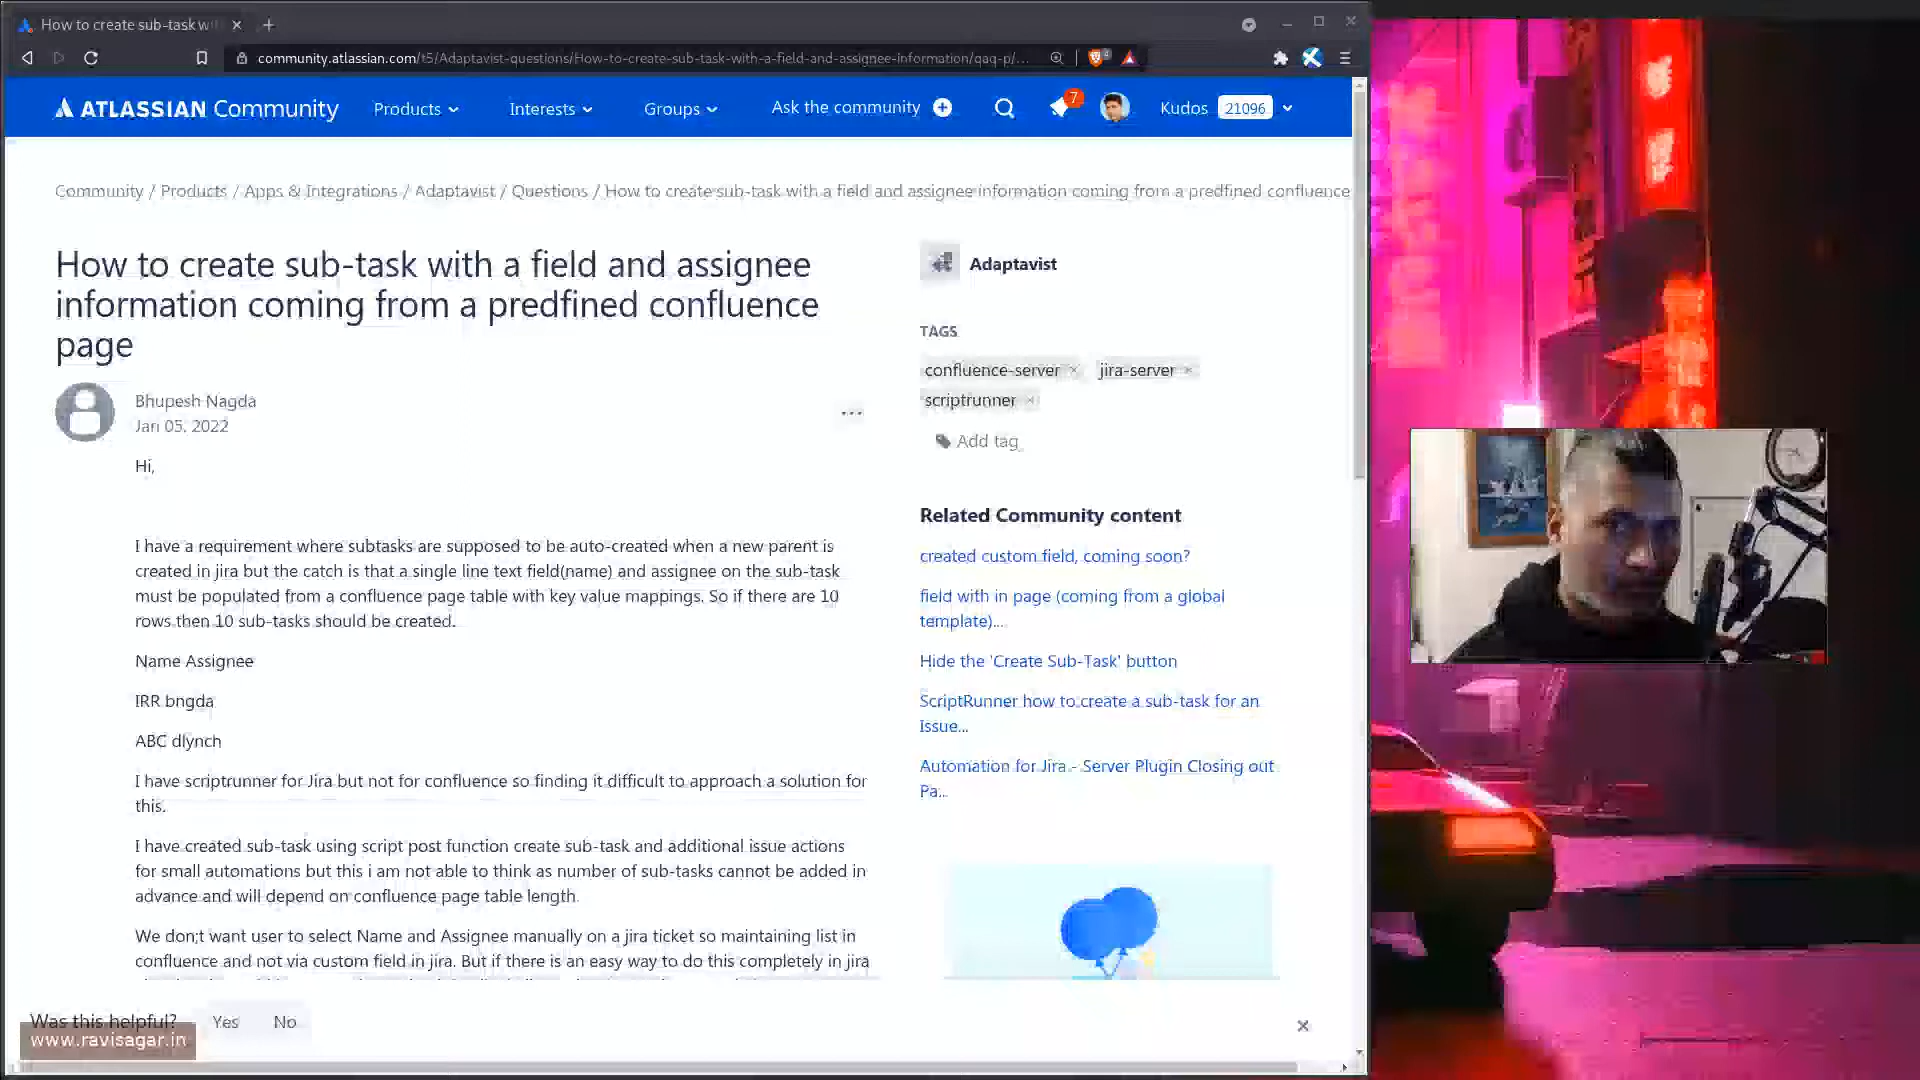 How to create sub-task wi
community.atlassian.com/t5/Adaptavist-questions/How-to-create-sub-task-with-a-field-and-assignee-information/qaq-p/...
4
ATLASSIAN Community
Products
Interests
Groups
Ask the community
7
Kudos 21096
Community / Products / Apps & Integrations / Adaptavist / Questions / How to create sub-task with a field and assignee information coming from a predfined confluence
How to create sub-task with a field and assignee
information coming from a predfined confluence
page
Bhupesh Nagda
Jan 05, 2022
...
Hi,
I have a requirement where subtasks are supposed to be auto-created when a new parent is
created in jira but the catch is that a single line text field(name) and assignee on the sub-task
must be populated from a confluence page table with key value mappings. So if there are 10
rows then 10 sub-tasks should be created.
Name Assignee
IRR bngda
ABC dlynch
I have scriptrunner for Jira but not for confluence so finding it difficult to approach a solution for
this.
I have created sub-task using script post function create sub-task and additional issue actions
for small automations but this i am not able to think as number of sub-tasks cannot be added in
advance and will depend on confluence page table length.
We don;t want user to select Name and Assignee manually on a jira ticket so maintaining list in
confluence and not via custom field in jira. But if there is an easy way to do this completely in jira
Adaptavist
TAGS
confluence-server ×
jira-server ×
scriptrunner ×
Add tag
Related Community content
created custom field, coming soon?
field with in page (coming from a global
template)...
Hide the 'Create Sub-Task' button
ScriptRunner how to create a sub-task for an
Issue...
Automation for Jira - Server Plugin Closing out
Pa...
Was this helpful?
Yes
No
www.ravisagar.in